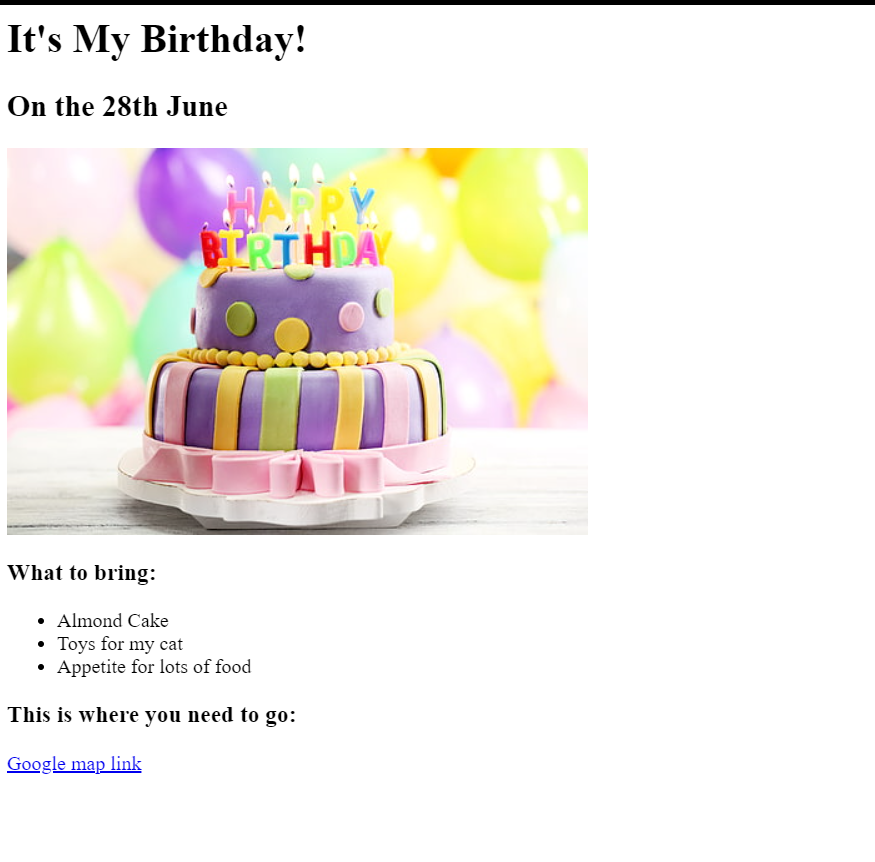 It's My Birthday!
On the 28th June
HAPPY
BIRTHDAY
What to bring:
Almond Cake
Toys for my cat
Appetite for lots of food
This is where you need to go:
Google map link